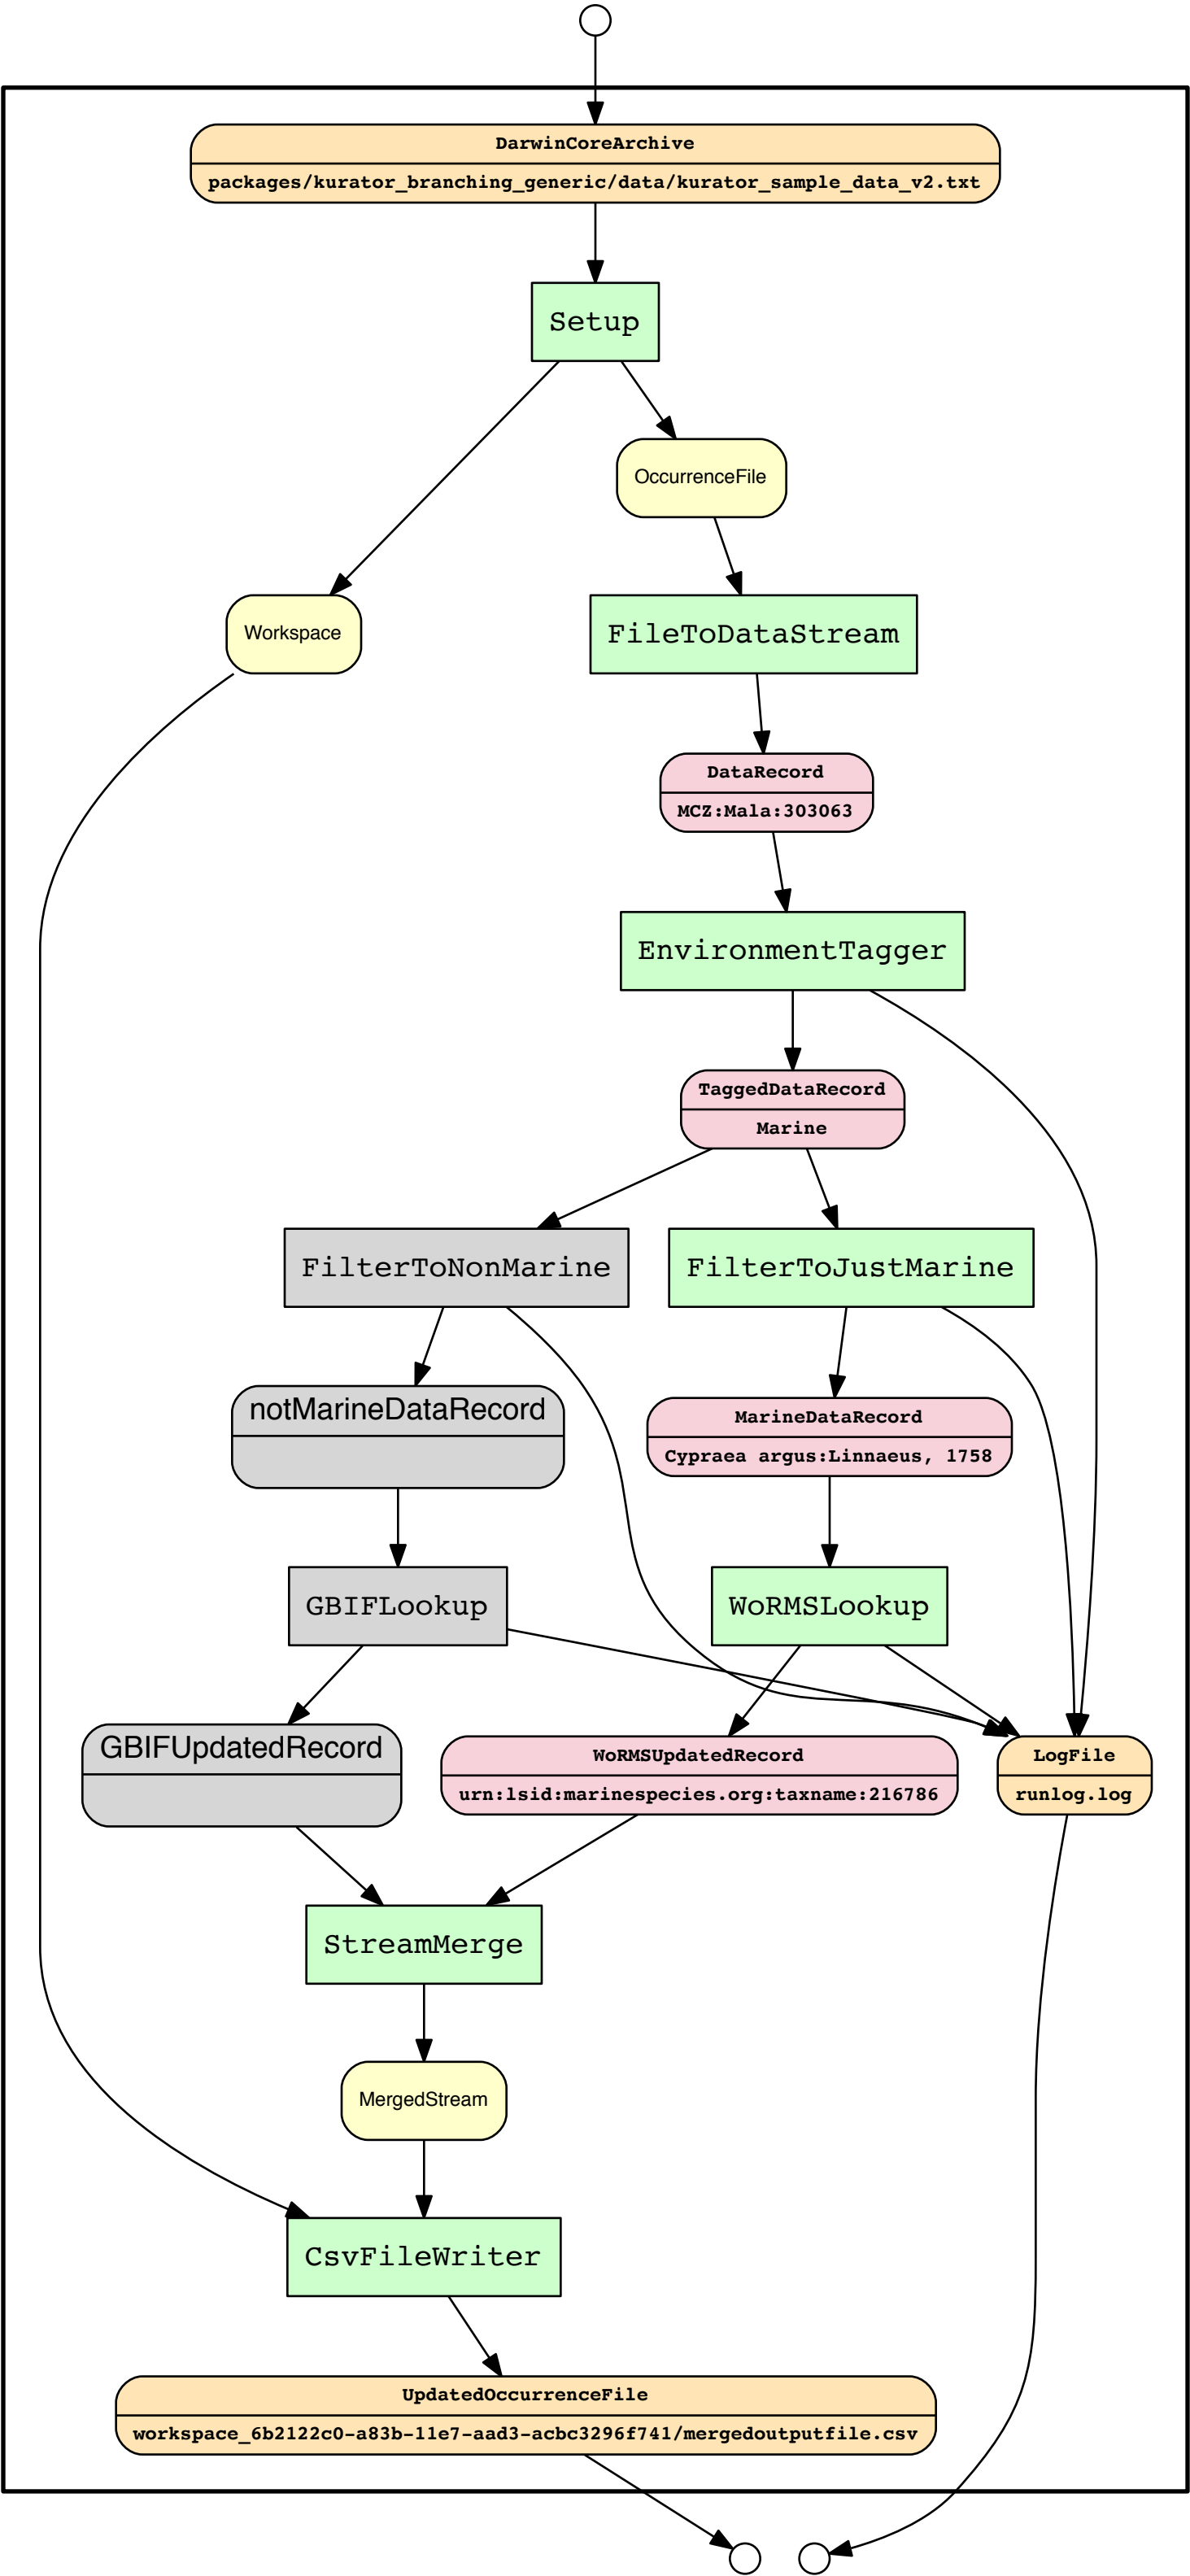 DarwinCoreArchive
packages/kurator_branching_generic/data/kurator_sample_data_v2.txt
Setup
OccurrenceFile
Workspace
FileToDataStream
DataRecord
MCZ:Mala:303063
EnvironmentTagger
TaggedDataRecord
Marine
FilterToNonMarine
FilterToJustMarine
notMarineDataRecord
MarineDataRecord
Cypraea argus:Linnaeus, 1758
GBIFLookup
WoRMSLookup
GBIFUpdatedRecord
WoRMSUpdatedRecord
urn:lsid:marinespecies.org:taxname:216786
LogFile
runlog.log
StreamMerge
MergedStream
CsvFileWriter
UpdatedOccurrenceFile
workspace_6b2122c0-a83b-11e7-aad3-acbc3296f741/mergedoutputfile.csv